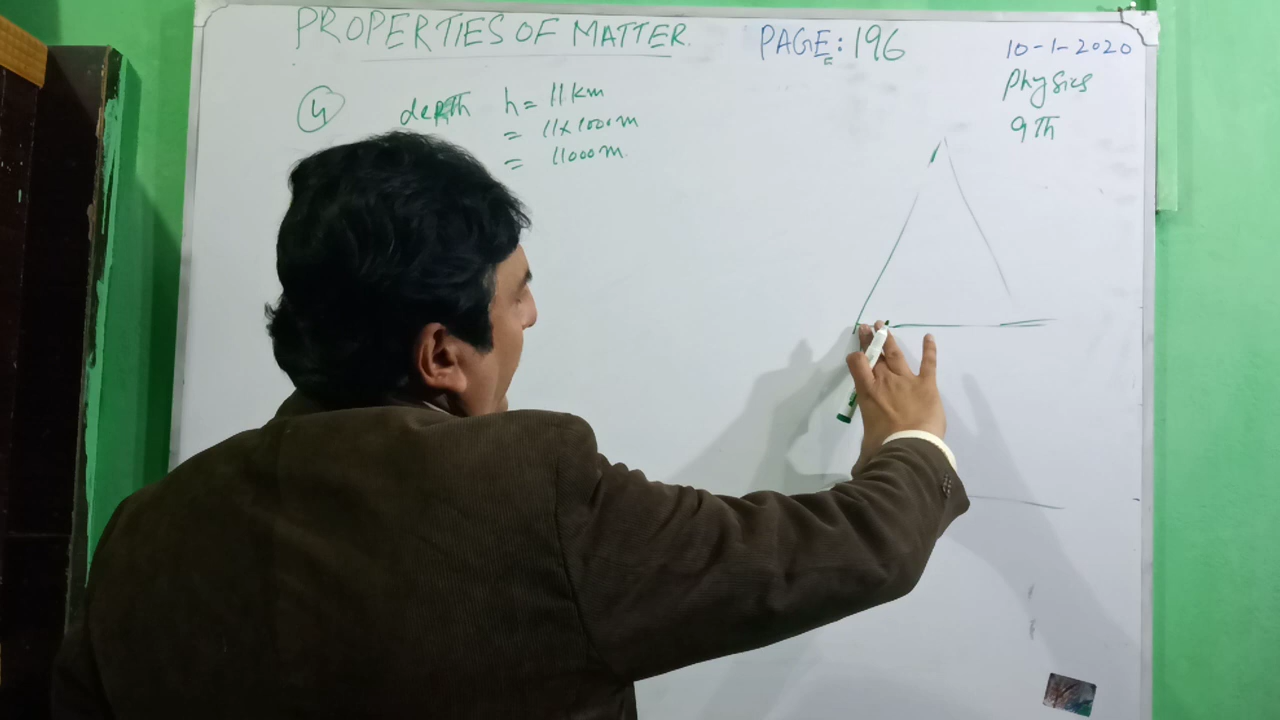 PROPERTIES OF MATTER.
PAGE: 196
10-1-2020
Physics
9Th
4
depth h = 11 km
= 11 x 1000 m
= 11000 m.